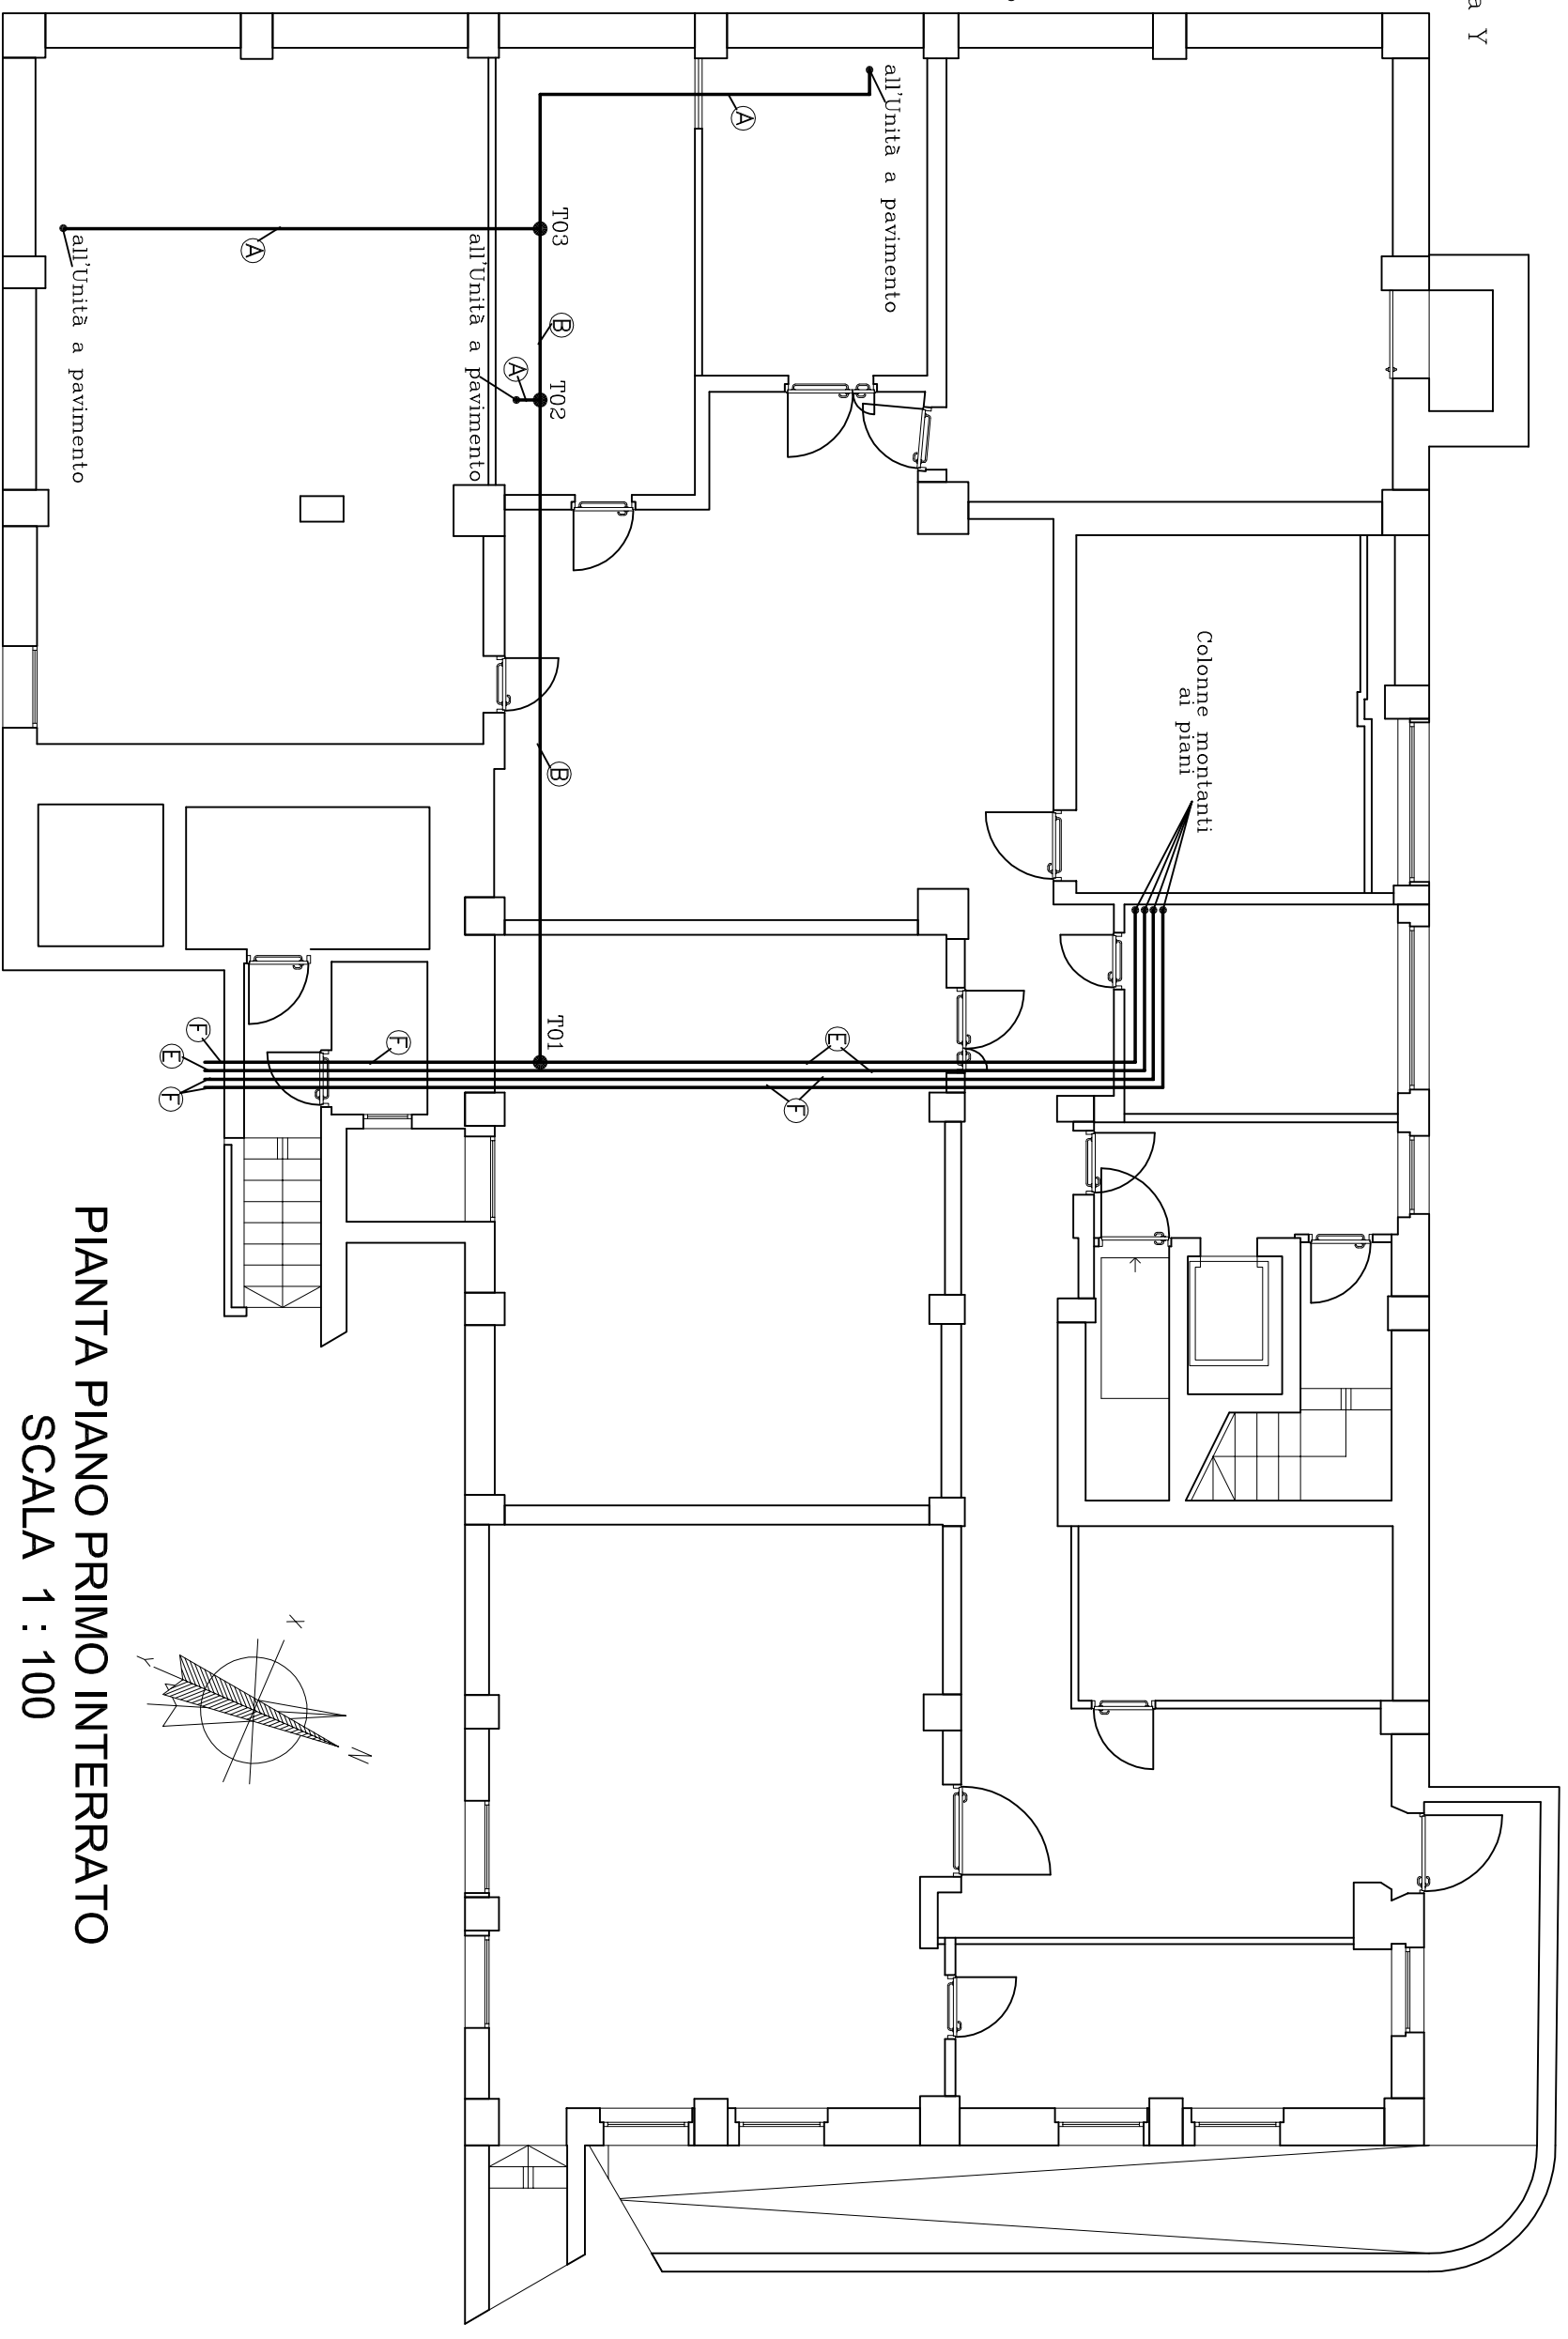 a Y
all'Unità a pavimento
A
T03
A
all'Unità a pavimento
all'Unità a pavimento
B
A
T02
Colonne montanti
ai piani
B
T01
F
E
F
F
E
F
X
Y
N
PIANTA PIANO PRIMO INTERRATO
SCALA 1 : 100